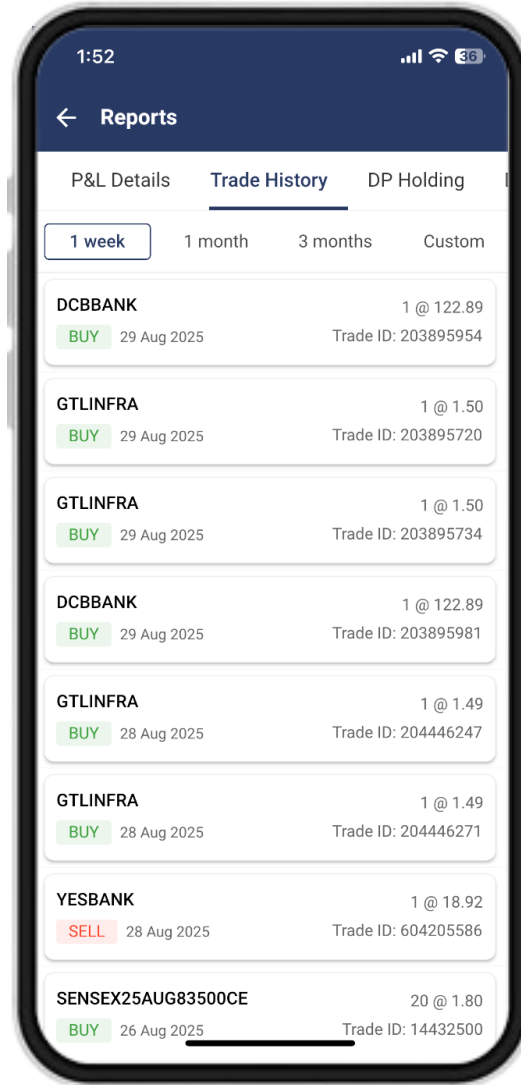 1:52
36
Reports
P&L Details Trade History DP Holding
1 week 1 month 3 months Custom
DCBBANK 1 @ 122.89
BUY 29 Aug 2025 Trade ID: 203895954
GTLINFRA 1 @ 1.50
BUY 29 Aug 2025 Trade ID: 203895720
GTLINFRA 1 @ 1.50
BUY 29 Aug 2025 Trade ID: 203895734
DCBBANK 1 @ 122.89
BUY 29 Aug 2025 Trade ID: 203895981
GTLINFRA 1 @ 1.49
BUY 28 Aug 2025 Trade ID: 204446247
GTLINFRA 1 @ 1.49
BUY 28 Aug 2025 Trade ID: 204446271
YESBANK 1 @ 18.92
SELL 28 Aug 2025 Trade ID: 604205586
SENSEX25AUG83500CE 20 @ 1.80
BUY 26 Aug 2025 Trade ID: 14432500